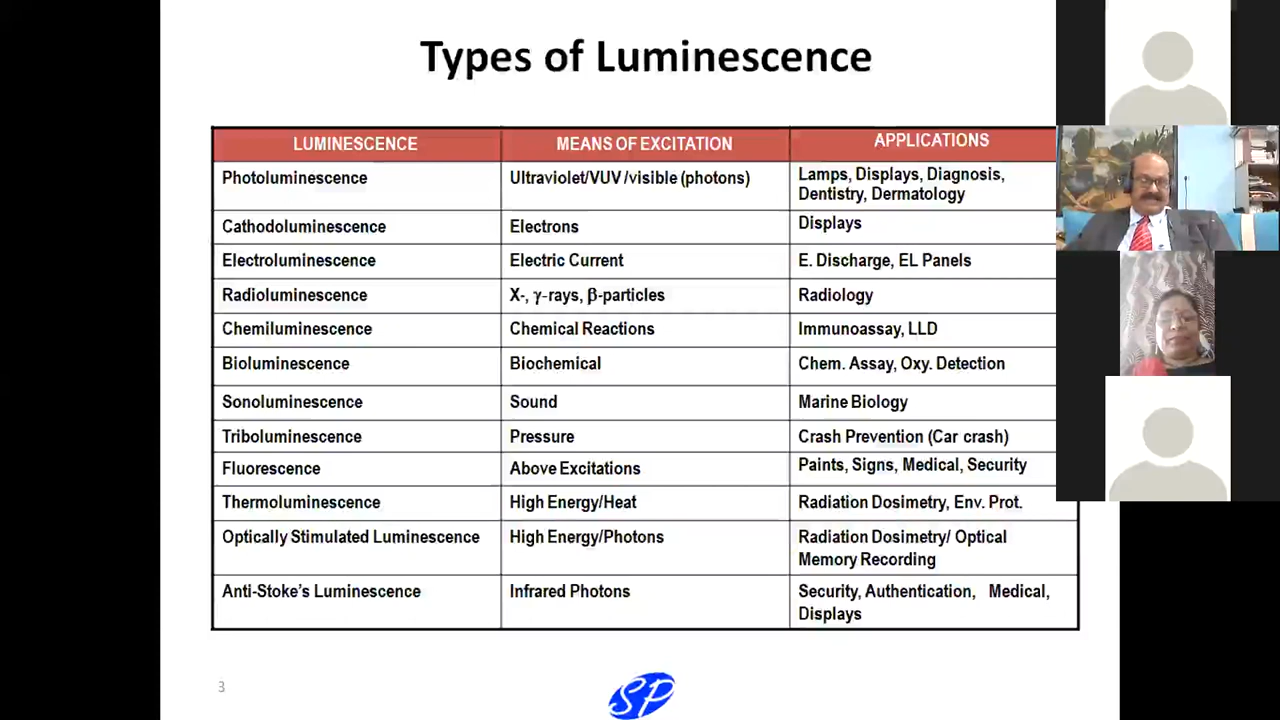 Types of Luminescence
LUMINESCENCE MEANS OF EXCITATION APPLICATIONS
Photoluminescence Ultraviolet/VUV/visible (photons) Lamps, Displays, Diagnosis,
Dentistry, Dermatology
Cathodoluminescence Electrons Displays
Electroluminescence Electric Current E. Discharge, EL Panels
Radioluminescence X-, γ-rays, β-particles Radiology
Chemiluminescence Chemical Reactions Immunoassay, LLD
Bioluminescence Biochemical Chem. Assay, Oxy. Detection
Sonoluminescence Sound Marine Biology
Triboluminescence Pressure Crash Prevention (Car crash)
Fluorescence Above Excitations Paints, Signs, Medical, Security
Thermoluminescence High Energy/Heat Radiation Dosimetry, Env. Prot.
Optically Stimulated Luminescence High Energy/Photons Radiation Dosimetry/ Optical
Memory Recording
Anti-Stoke's Luminescence Infrared Photons Security, Authentication, Medical,
Displays
3
SP